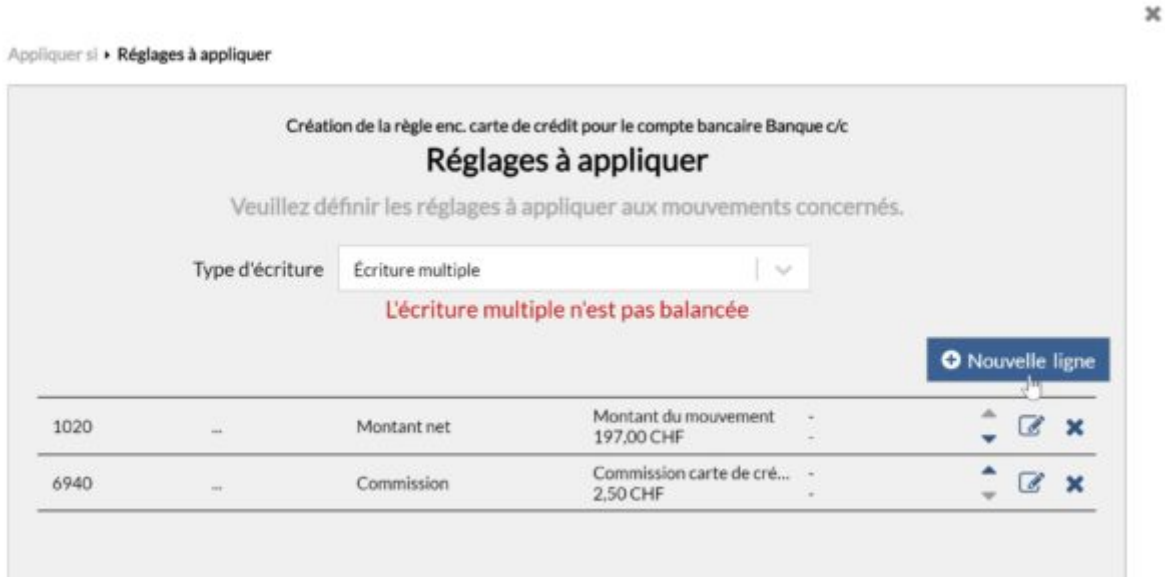 Appliquer si ▸ Réglages à appliquer
Création de la règle enc. carte de crédit pour le compte bancaire Banque c/c
Réglages à appliquer
Veuillez définir les réglages à appliquer aux mouvements concernés.
Type d'écriture Écriture multiple
L'écriture multiple n'est pas balancée
Nouvelle ligne
1020 ... Montant net Montant du mouvement -
197,00 CHF -
6940 ... Commission Commission carte de cré... -
2,50 CHF -